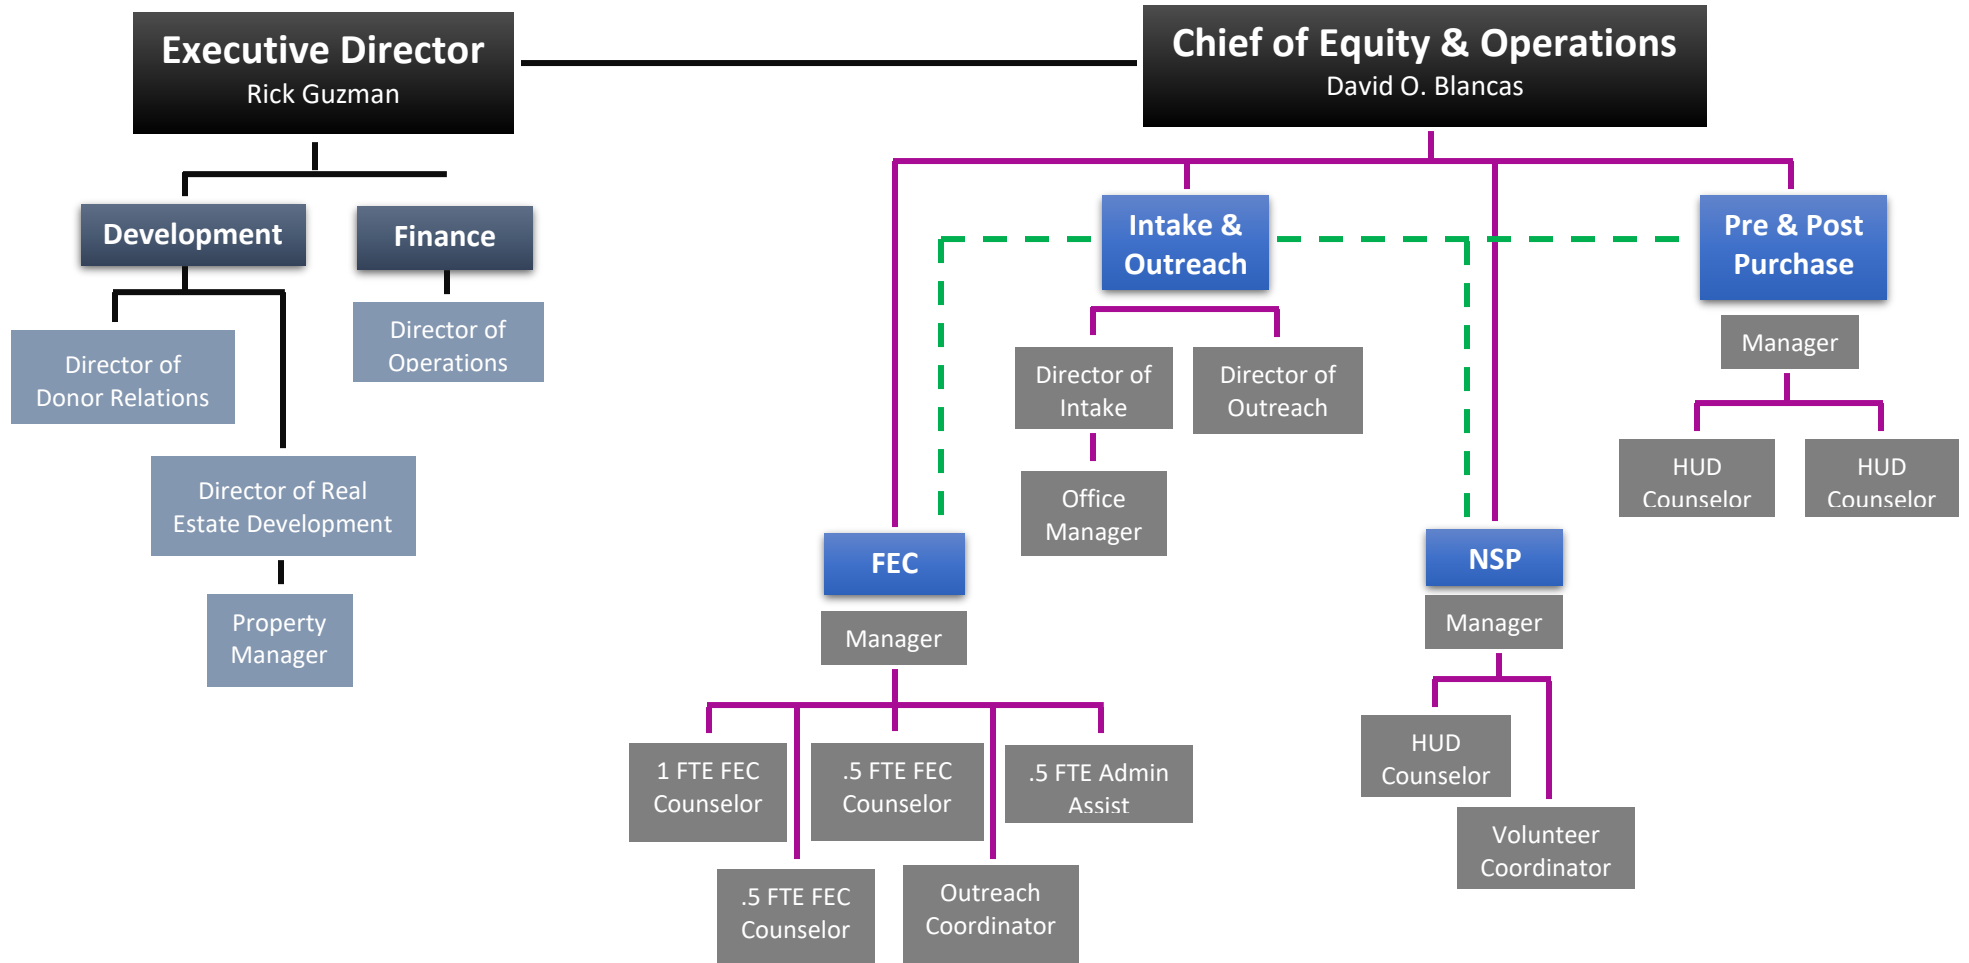 Executive Director
Rick Guzman
Chief of Equity & Operations
David O. Blancas
Development
Finance
Director of
Donor Relations
Director of
Operations
Director of Real
Estate Development
Property
Manager
Intake &
Outreach
Director of
Intake
Director of
Outreach
Office
Manager
Pre & Post
Purchase
Manager
HUD
Counselor
HUD
Counselor
FEC
Manager
1 FTE FEC
Counselor
.5 FTE FEC
Counselor
.5 FTE Admin
Assist
.5 FTE FEC
Counselor
Outreach
Coordinator
NSP
Manager
HUD
Counselor
Volunteer
Coordinator